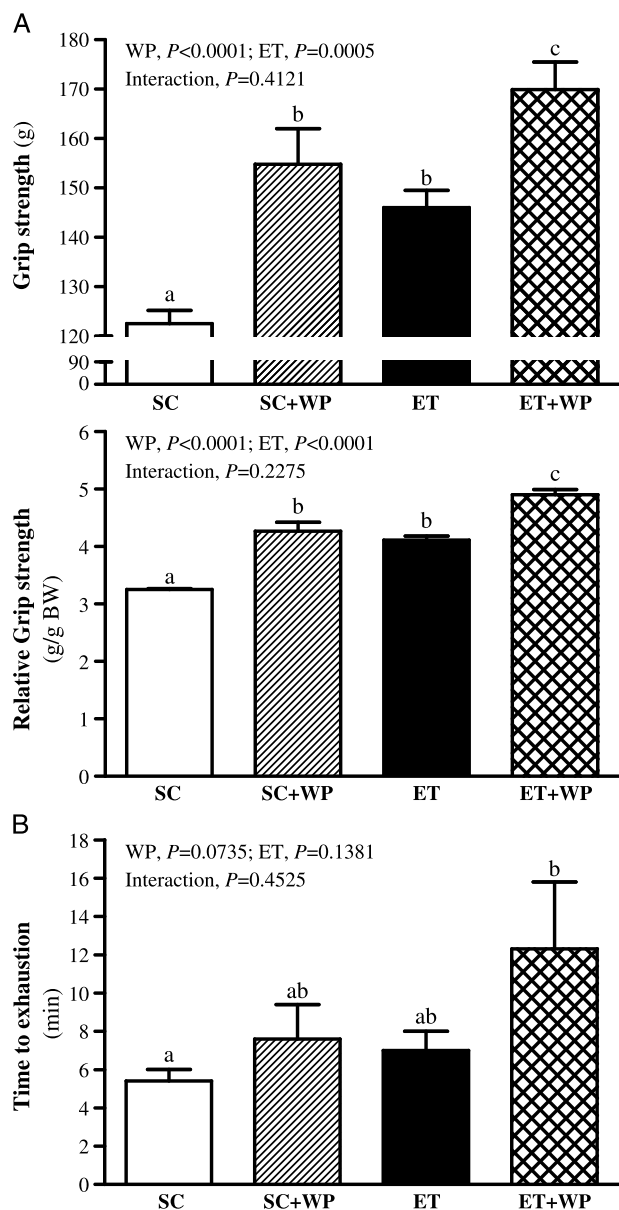 A
WP, P<0.0001; ET, P=0.0005
Interaction, P=0.4121
Grip strength (g)
180
170
160
150
140
130
120
90
0
a
b
b
c
SC
SC+WP
ET
ET+WP
WP, P<0.0001; ET, P<0.0001
Interaction, P=0.2275
Relative Grip strength
(g/g BW)
6
5
4
3
2
1
0
a
b
b
c
SC
SC+WP
ET
ET+WP
B
WP, P=0.0735; ET, P=0.1381
Interaction, P=0.4525
Time to exhaustion
(min)
18
16
14
12
10
8
6
4
2
0
a
ab
ab
b
SC
SC+WP
ET
ET+WP